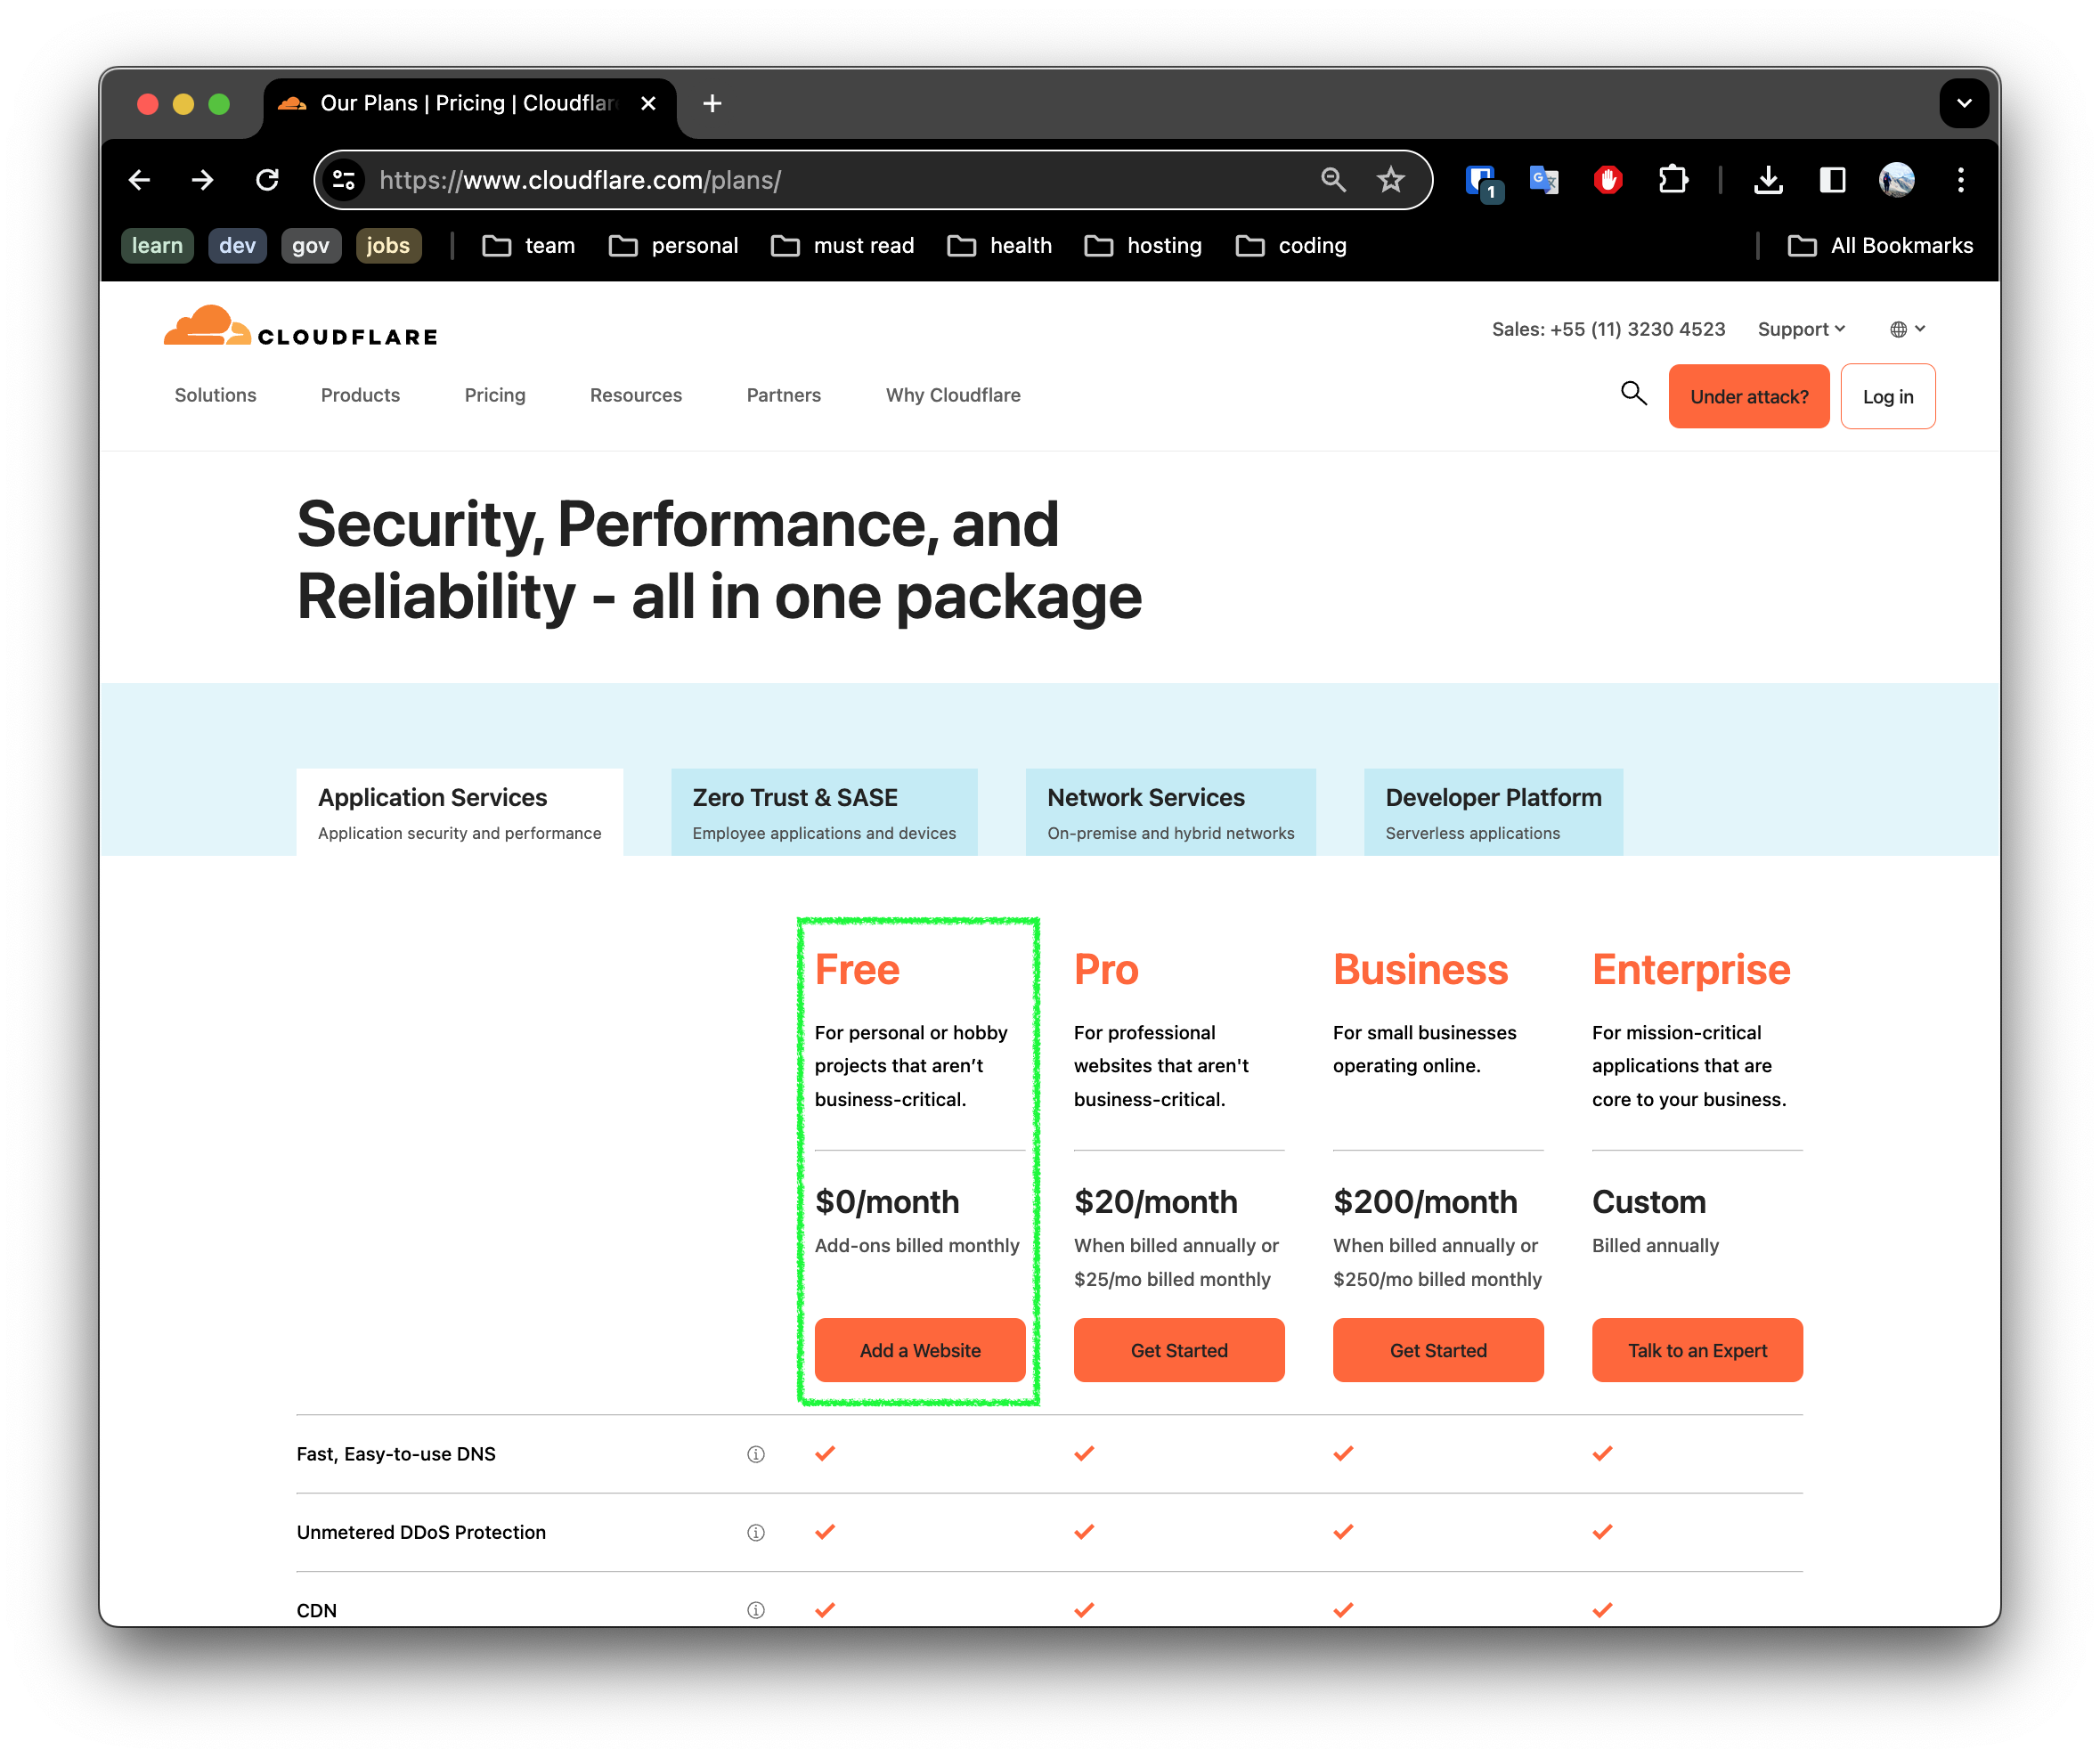 Our Plans | Pricing | Cloudflar
https://www.cloudflare.com/plans/
1
learn dev gov jobs team personal must read health hosting coding All Bookmarks
CLOUDFLARE
Sales: +55 (11) 3230 4523 Support
Solutions Products Pricing Resources Partners Why Cloudflare Under attack? Log in
Security, Performance, and
Reliability - all in one package
Application Services
Application security and performance
Zero Trust & SASE
Employee applications and devices
Network Services
On-premise and hybrid networks
Developer Platform
Serverless applications
Free
For personal or hobby
projects that aren’t
business-critical.
$0/month
Add-ons billed monthly
Add a Website
Pro
For professional
websites that aren't
business-critical.
$20/month
When billed annually or
$25/mo billed monthly
Get Started
Business
For small businesses
operating online.
$200/month
When billed annually or
$250/mo billed monthly
Get Started
Enterprise
For mission-critical
applications that are
core to your business.
Custom
Billed annually
Talk to an Expert
Fast, Easy-to-use DNS
Unmetered DDoS Protection
CDN